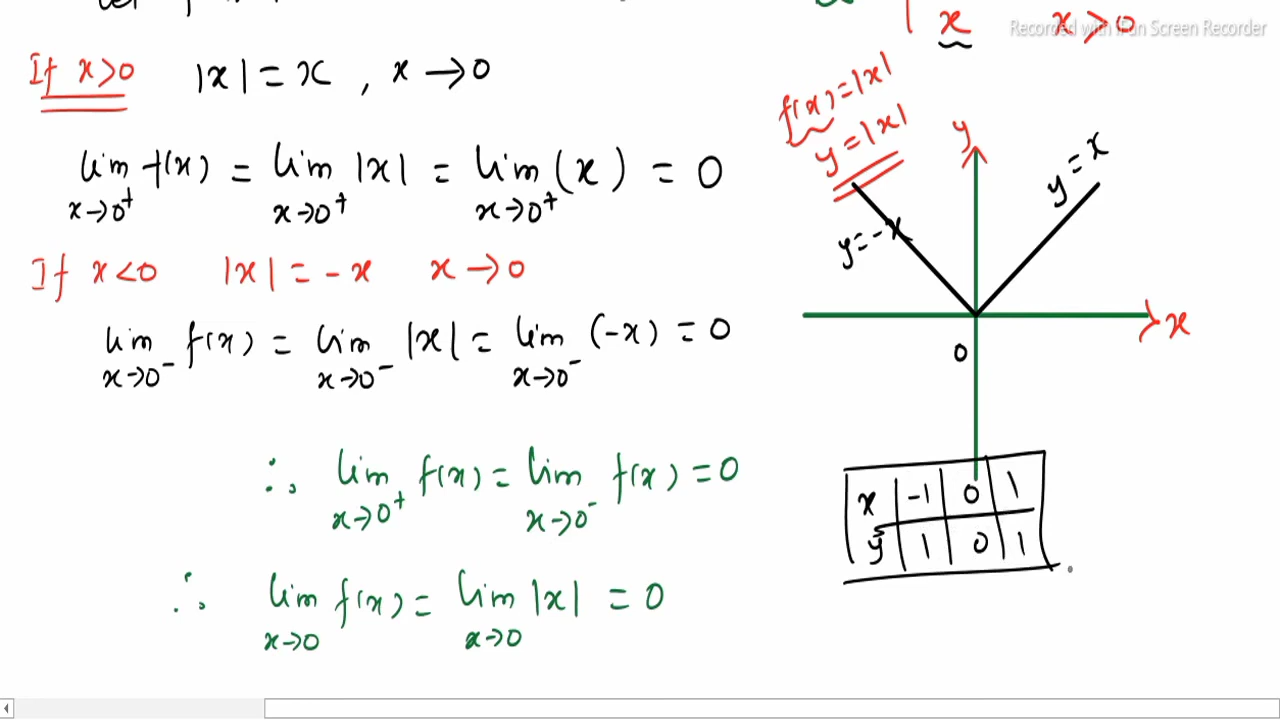 x x > 0
Recorded with iFun Screen Recorder
If x>0 |x| = x , x → 0
f(x) = |x|
y = |x|
y
y = x
lim f(x) = lim |x| = lim (x) = 0
x→0⁺ x→0⁺ x→0⁺
y = -x
If x<0 |x| = -x x → 0
x
lim f(x) = lim |x| = lim (-x) = 0
x→0⁻ x→0⁻ x→0⁻
0
∴ lim f(x) = lim f(x) = 0
x→0⁺ x→0⁻
x -1 0 1
y 1 0 1
∴ lim f(x) = lim |x| = 0
x→0 x→0